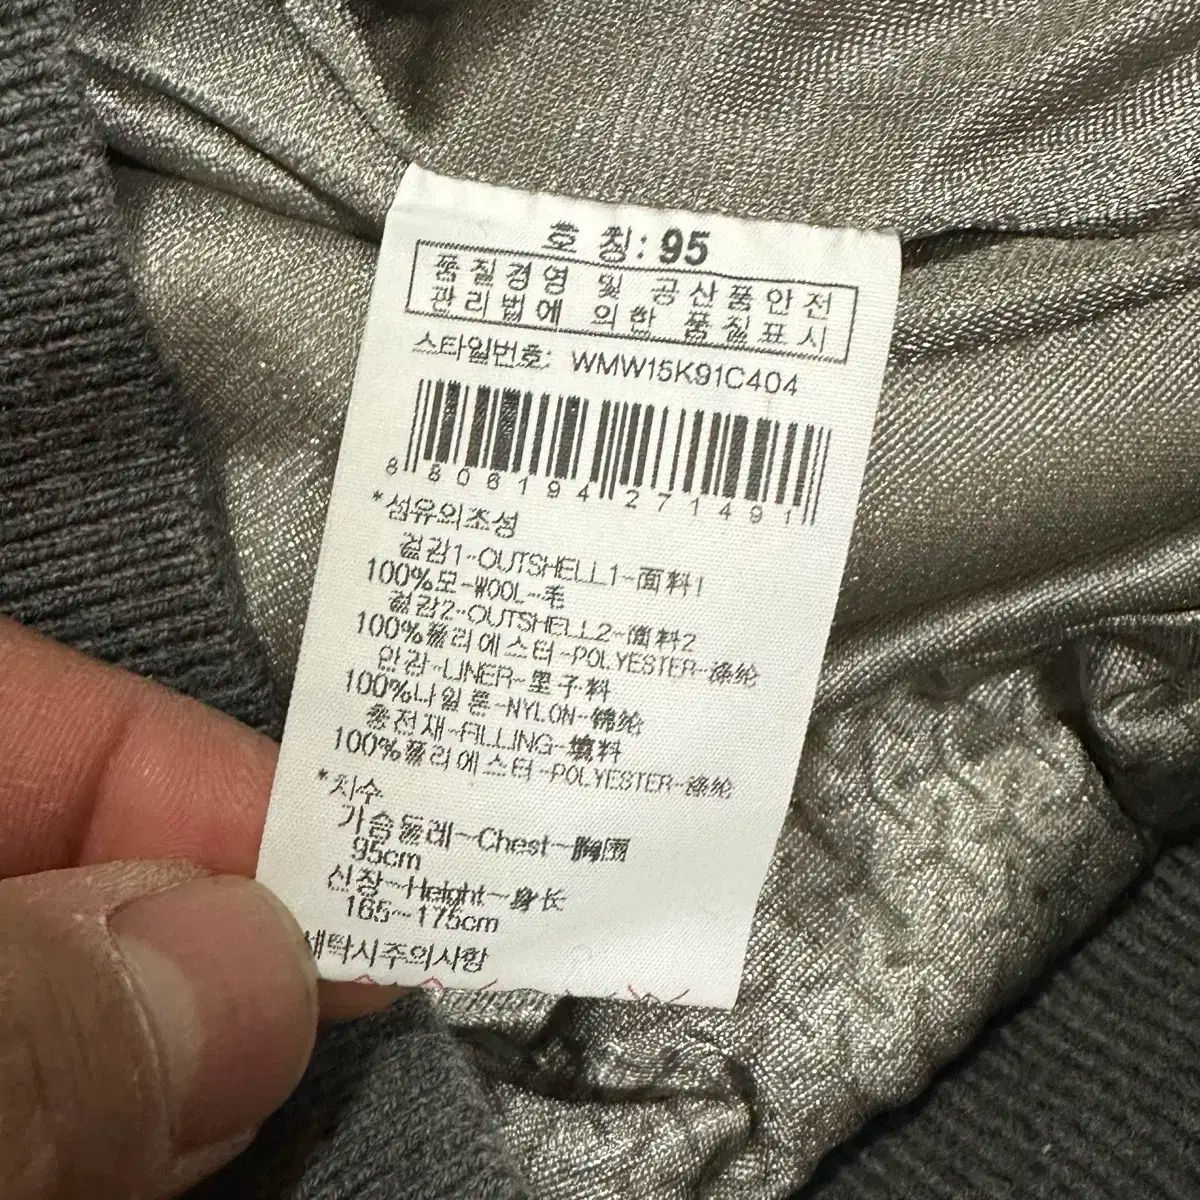 호 칭: 95
품질경영 및 공산품안전
관리법에 의한 품질표시
스타일번호: WMW15K91C404
8 806194 271491
*섬유의조성
겉감1--OUTSHELL1-面料1
100%모-WOOL-毛
겉감2--OUTSHELL2-面料2
100%폴리에스터-POLYESTER-涤纶
안감-LINER-里子料
100%나일론-NYLON-锦纶
충전재-FILLING-填料
100%폴리에스터-POLYESTER-涤纶
*치수
가슴둘레-Chest-胸围
95cm
신장-Height-身长
165~175cm
세탁시주의사항